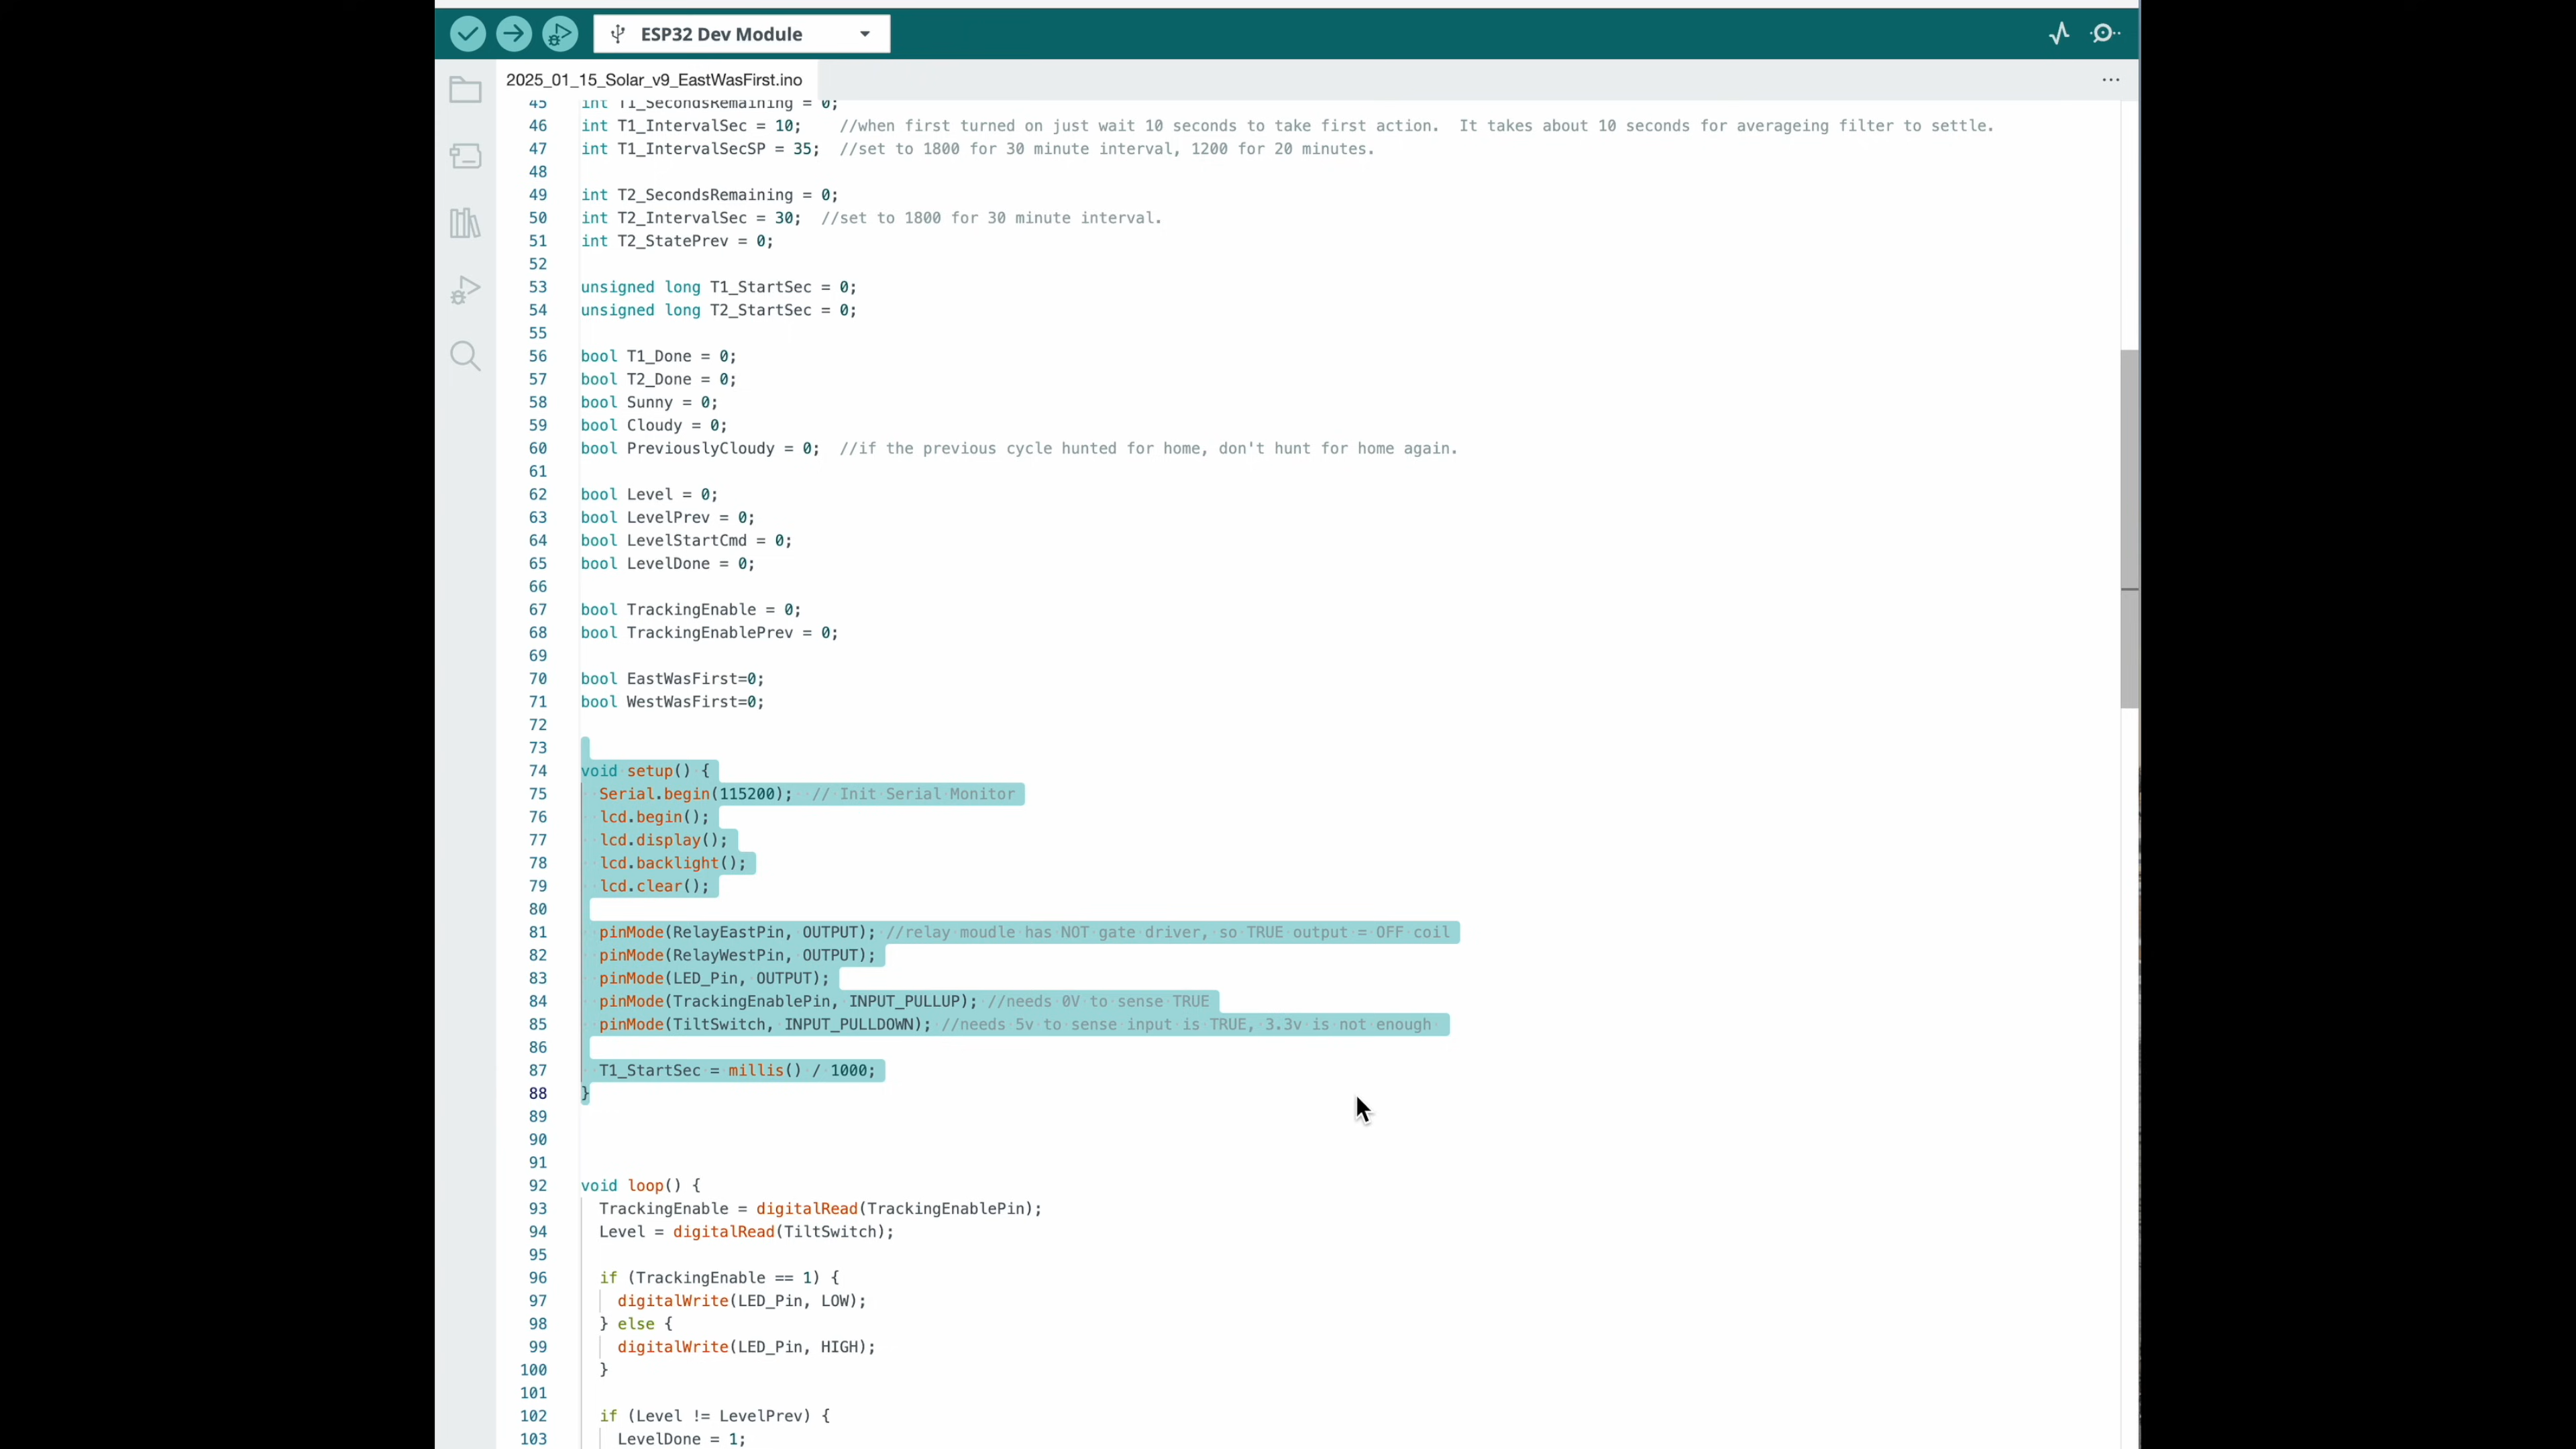 ESP32 Dev Module
2025_01_15_Solar_v9_EastWasFirst.ino
...
45 int T1_SecondsRemaining = 0;
46 int T1_IntervalSec = 10; //when first turned on just wait 10 seconds to take first action. It takes about 10 seconds for averageing filter to settle.
47 int T1_IntervalSecSP = 35; //set to 1800 for 30 minute interval, 1200 for 20 minutes.
48
49 int T2_SecondsRemaining = 0;
50 int T2_IntervalSec = 30; //set to 1800 for 30 minute interval.
51 int T2_StatePrev = 0;
52
53 unsigned long T1_StartSec = 0;
54 unsigned long T2_StartSec = 0;
55
56 bool T1_Done = 0;
57 bool T2_Done = 0;
58 bool Sunny = 0;
59 bool Cloudy = 0;
60 bool PreviouslyCloudy = 0; //if the previous cycle hunted for home, don't hunt for home again.
61
62 bool Level = 0;
63 bool LevelPrev = 0;
64 bool LevelStartCmd = 0;
65 bool LevelDone = 0;
66
67 bool TrackingEnable = 0;
68 bool TrackingEnablePrev = 0;
69
70 bool EastWasFirst=0;
71 bool WestWasFirst=0;
72
73
74 void setup() {
75 Serial.begin(115200); // Init Serial Monitor
76 lcd.begin();
77 lcd.display();
78 lcd.backlight();
79 lcd.clear();
80
81 pinMode(RelayEastPin, OUTPUT); //relay moudle has NOT gate driver, so TRUE output = OFF coil
82 pinMode(RelayWestPin, OUTPUT);
83 pinMode(LED_Pin, OUTPUT);
84 pinMode(TrackingEnablePin, INPUT_PULLUP); //needs 0V to sense TRUE
85 pinMode(TiltSwitch, INPUT_PULLDOWN); //needs 5v to sense input is TRUE, 3.3v is not enough
86
87 T1_StartSec = millis() / 1000;
88 }
89
90
91
92 void loop() {
93 TrackingEnable = digitalRead(TrackingEnablePin);
94 Level = digitalRead(TiltSwitch);
95
96 if (TrackingEnable == 1) {
97 digitalWrite(LED_Pin, LOW);
98 } else {
99 digitalWrite(LED_Pin, HIGH);
100 }
101
102 if (Level != LevelPrev) {
103 LevelDone = 1;